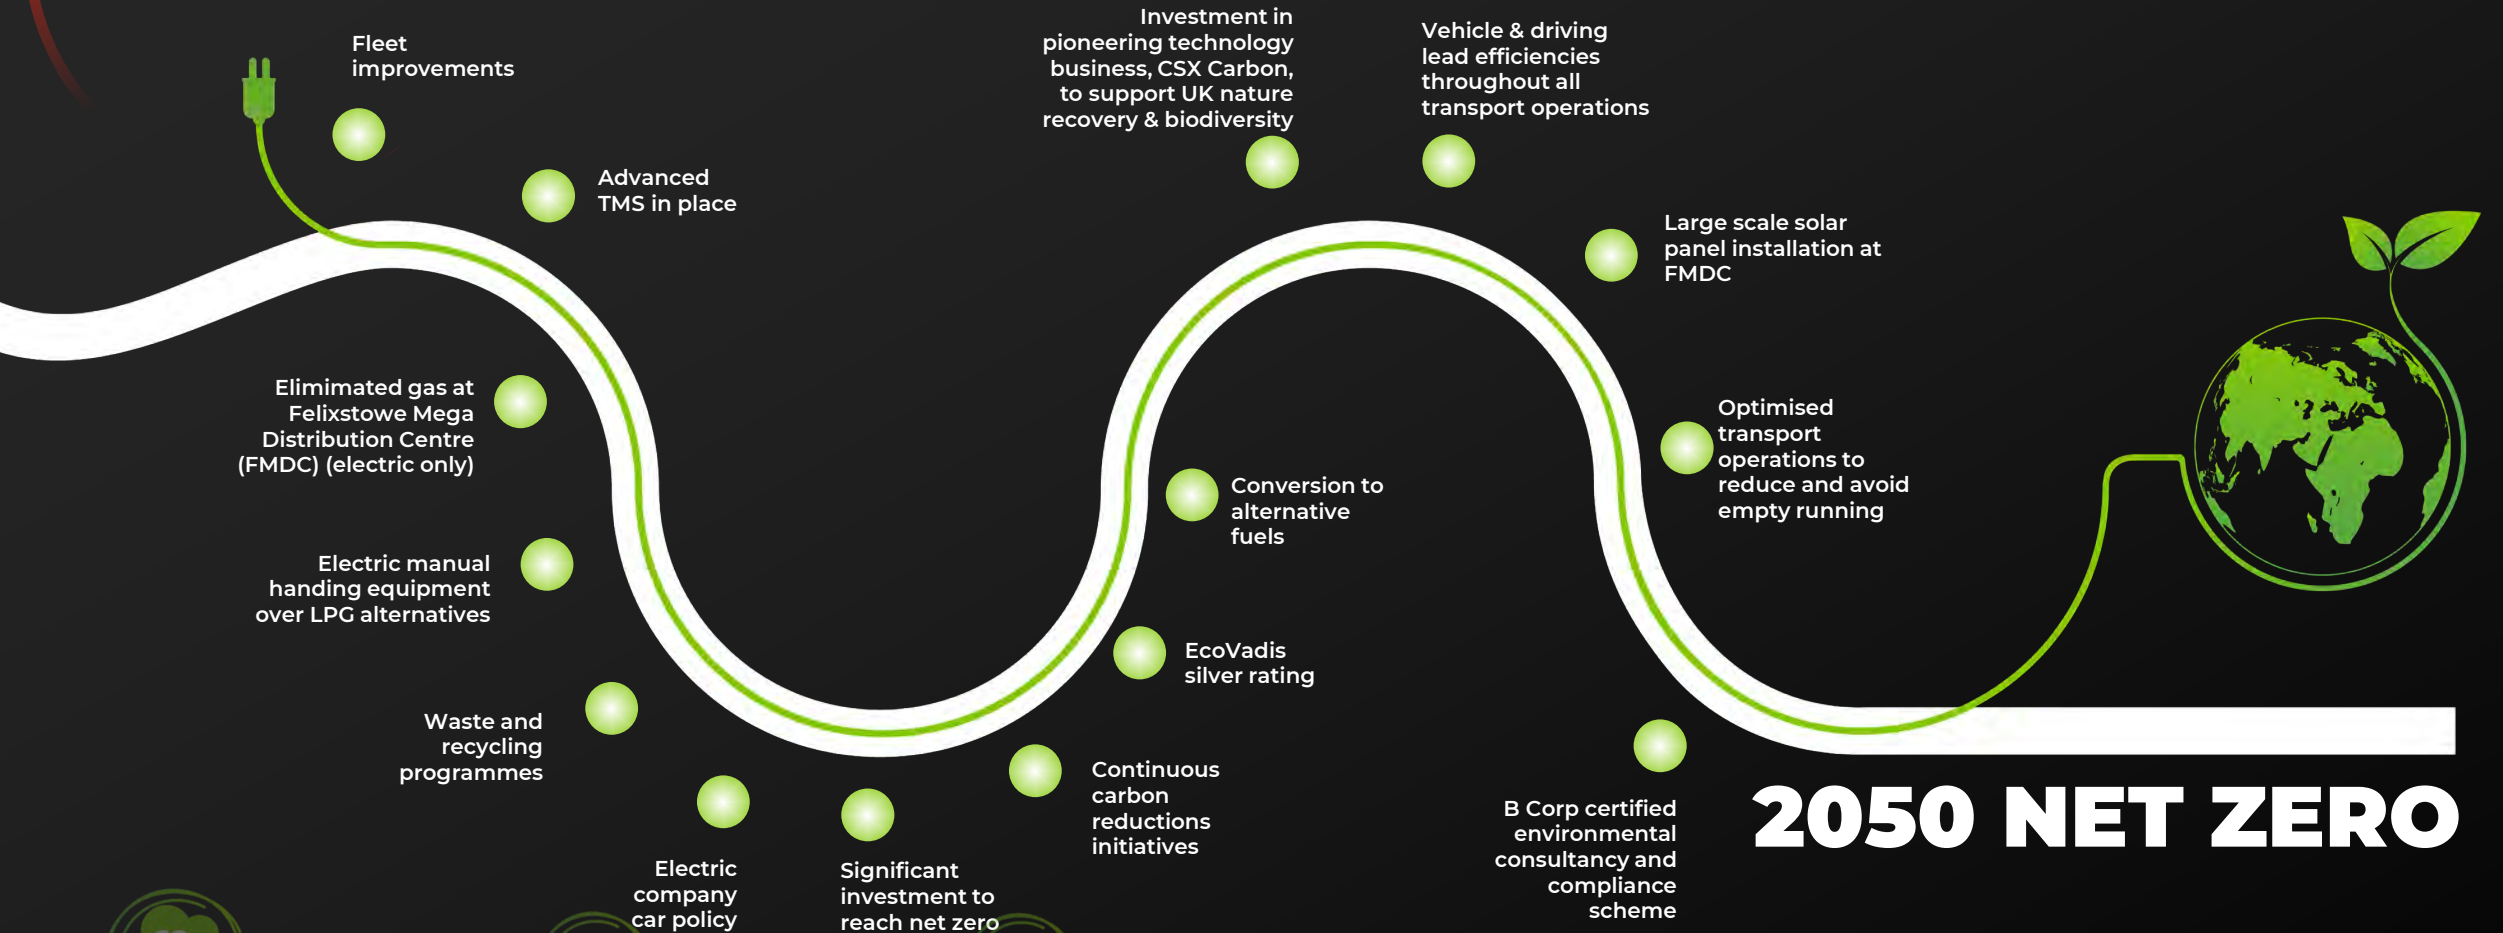 Fleet
improvements
Advanced
TMS in place
Elimimated gas at
Felixstowe Mega
Distribution Centre
(FMDC) (electric only)
Electric manual
handing equipment
over LPG alternatives
Waste and
recycling
programmes
Electric
company
car policy
Significant
investment to
reach net zero
Continuous
carbon
reductions
initiatives
EcoVadis
silver rating
Conversion to
alternative
fuels
Investment in
pioneering technology
business, CSX Carbon,
to support UK nature
recovery & biodiversity
Vehicle & driving
lead efficiencies
throughout all
transport operations
Large scale solar
panel installation at
FMDC
Optimised
transport
operations to
reduce and avoid
empty running
B Corp certified
environmental
consultancy and
compliance
scheme
2050 NET ZERO